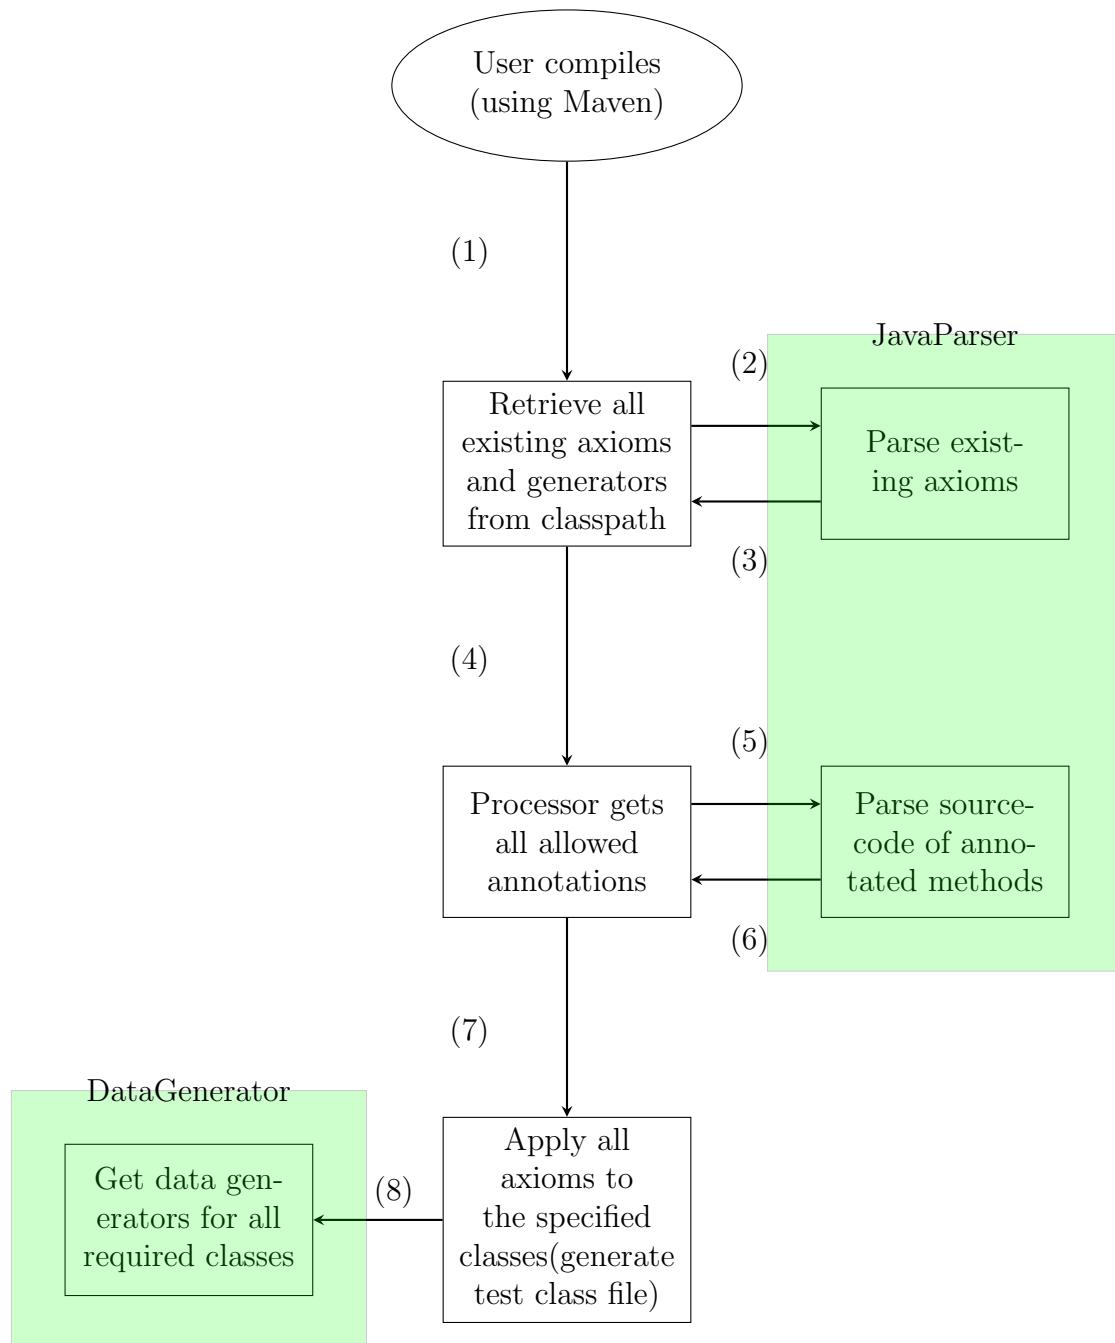 User compiles
(using Maven)
(1)
JavaParser
(2)
Retrieve all
existing axioms
and generators
from classpath
Parse exist-
ing axioms
(3)
(4)
(5)
Processor gets
all allowed
annotations
Parse source-
code of anno-
tated methods
(6)
(7)
DataGenerator
Get data gen-
erators for all
required classes
(8)
Apply all
axioms to
the specified
classes(generate
test class file)